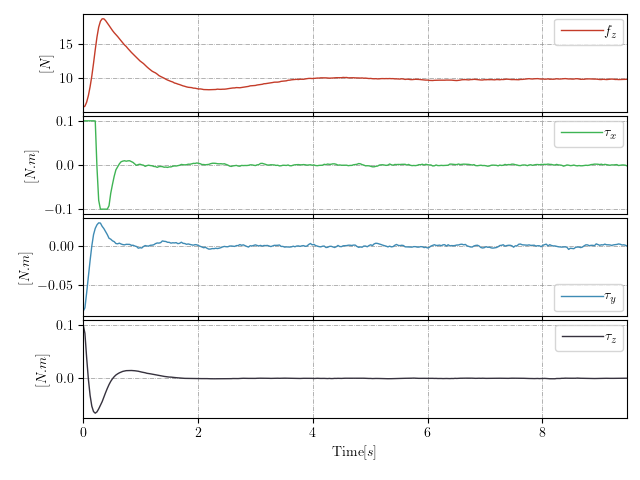 15
10
[N]
f_z
0.1
0.0
−0.1
[N.m]
τ_x
0.00
−0.05
[N.m]
τ_y
0.1
0.0
[N.m]
τ_z
0 2 4 6 8
Time[s]